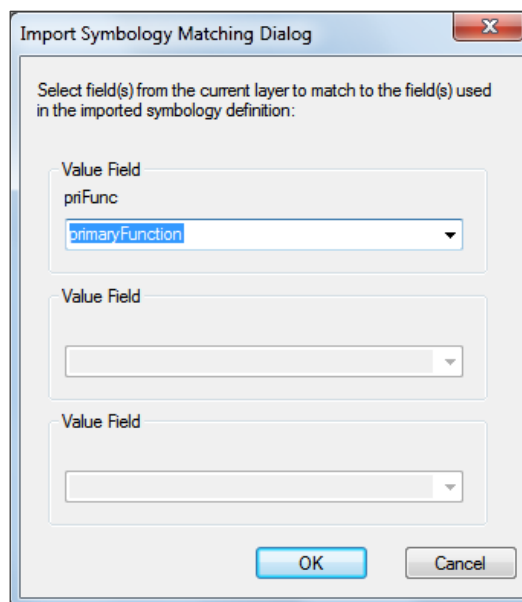 Import Symbology Matching Dialog
Select field(s) from the current layer to match to the field(s) used
in the imported symbology definition:
Value Field
priFunc
primaryFunction
Value Field
Value Field
OK
Cancel